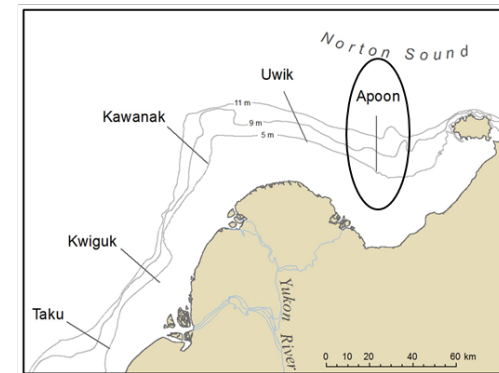 Norton Sound
Uwik
Apoon
Kawanak
11 m
9 m
5 m
Kwiguk
Taku
Yukon
River
0 10 20 40 60 km